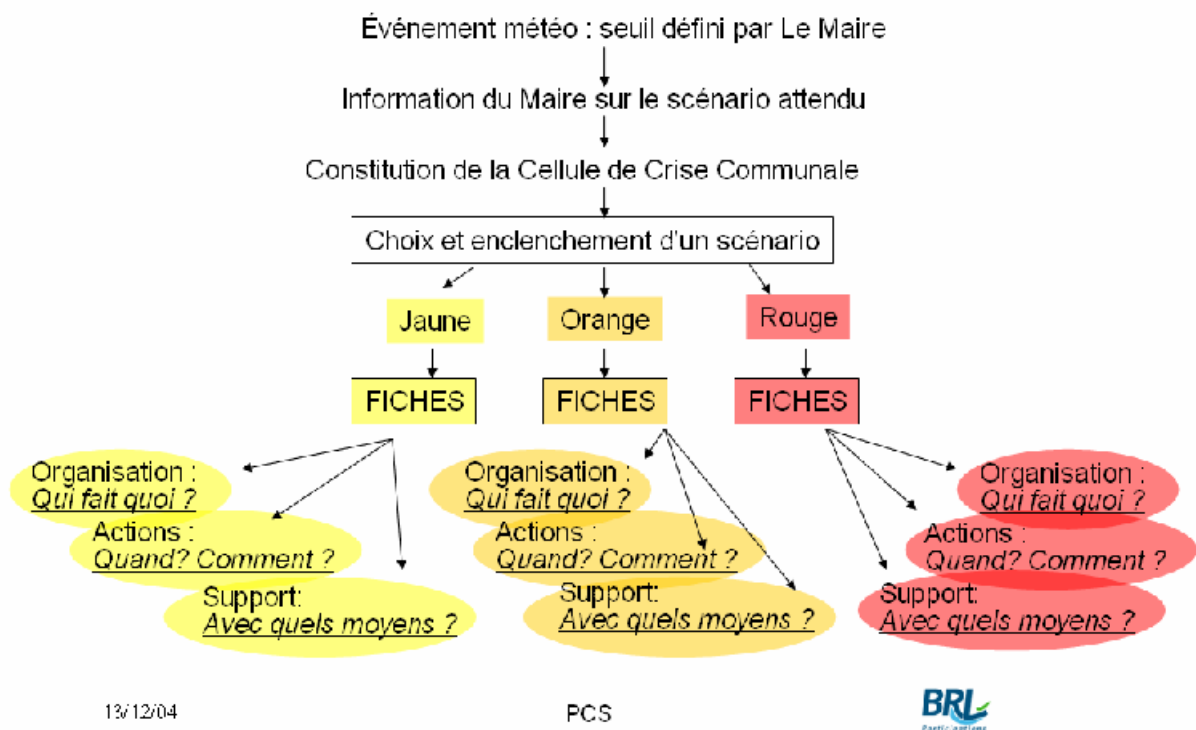 Événement météo : seuil défini par Le Maire
Information du Maire sur le scénario attendu
Constitution de la Cellule de Crise Communale
Choix et enclenchement d'un scénario
Jaune
Orange
Rouge
FICHES
FICHES
FICHES
Organisation :
Qui fait quoi ?
Actions :
Quand? Comment ?
Support:
Avec quels moyens ?
Organisation :
Qui fait quoi ?
Actions :
Quand? Comment ?
Support:
Avec quels moyens ?
Organisation :
Qui fait quoi ?
Actions :
Quand? Comment ?
Support:
Avec quels moyens ?
13/12/04
PCS
BRL
Participations